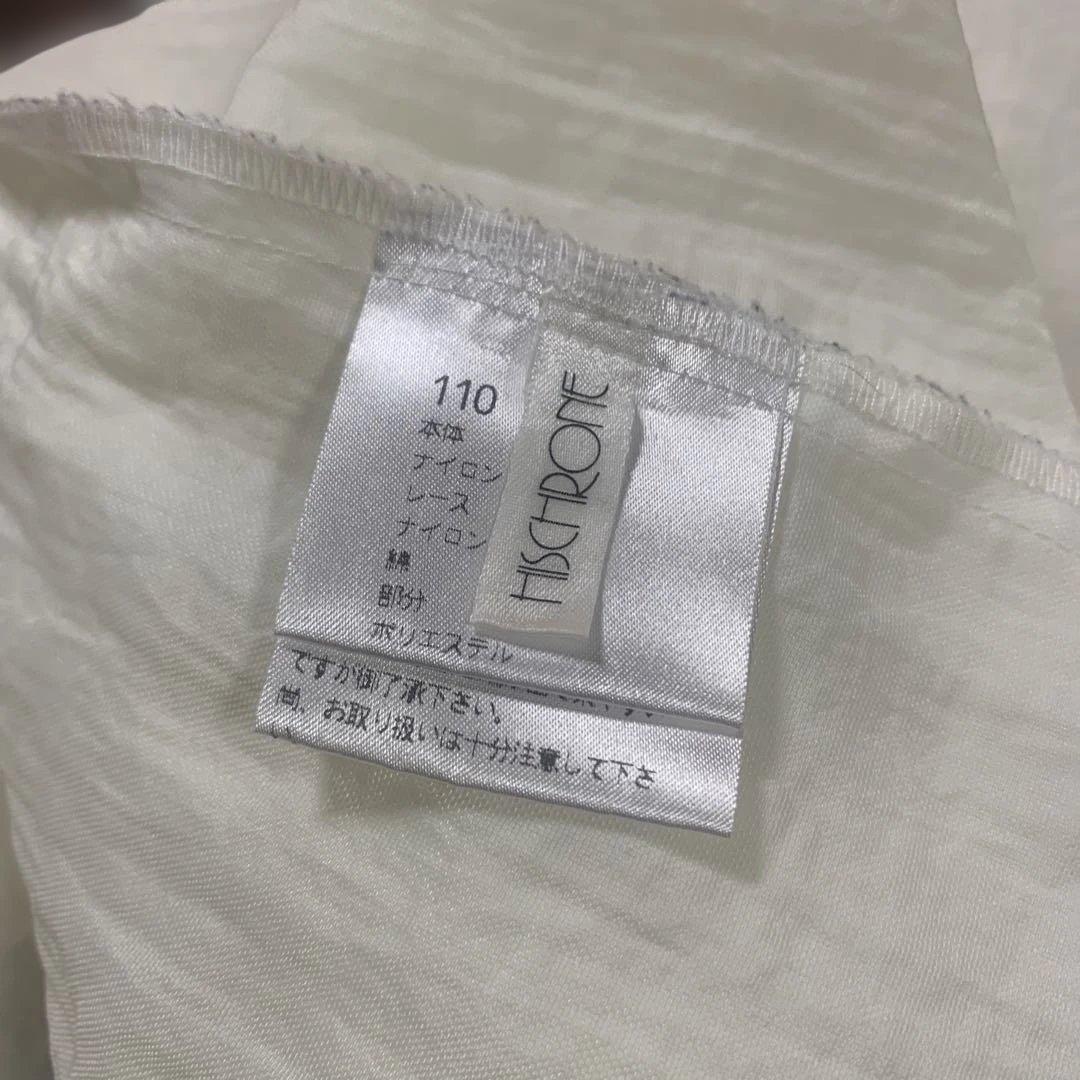 110
本体
ナイロン
レース
ナイロン
綿
部分
ポリエステル
HISCHRONE
ですが御了承下さい。
尚、お取り扱いは十分注意して下さ
い